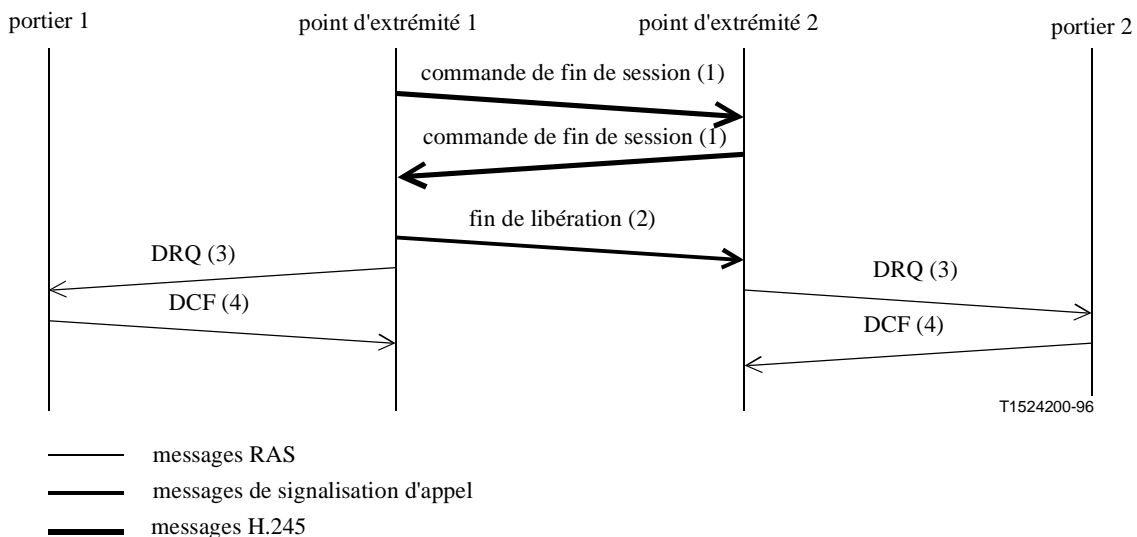 portier 1
point d'extrémité 1
point d'extrémité 2
portier 2
commande de fin de session (1)
commande de fin de session (1)
fin de libération (2)
DRQ (3)
DRQ (3)
DCF (4)
DCF (4)
T1524200-96
messages RAS
messages de signalisation d'appel
messages H.245